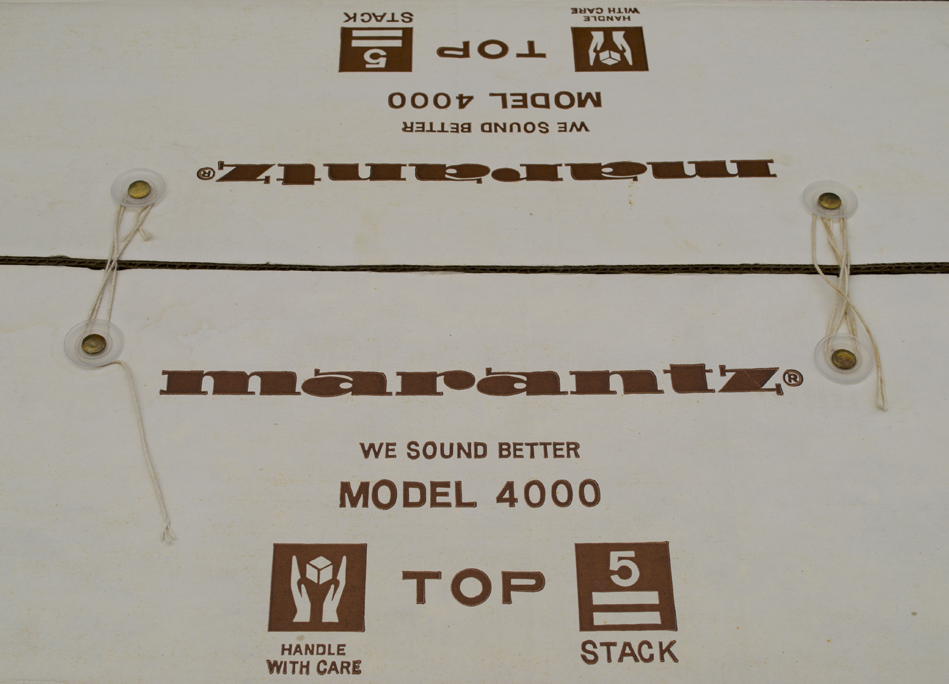 STACK
HANDLE
WITH CARE
5
TOP
MODEL 4000
WE SOUND BETTER
marantz®
marantz®
WE SOUND BETTER
MODEL 4000
TOP
5
HANDLE
WITH CARE
STACK